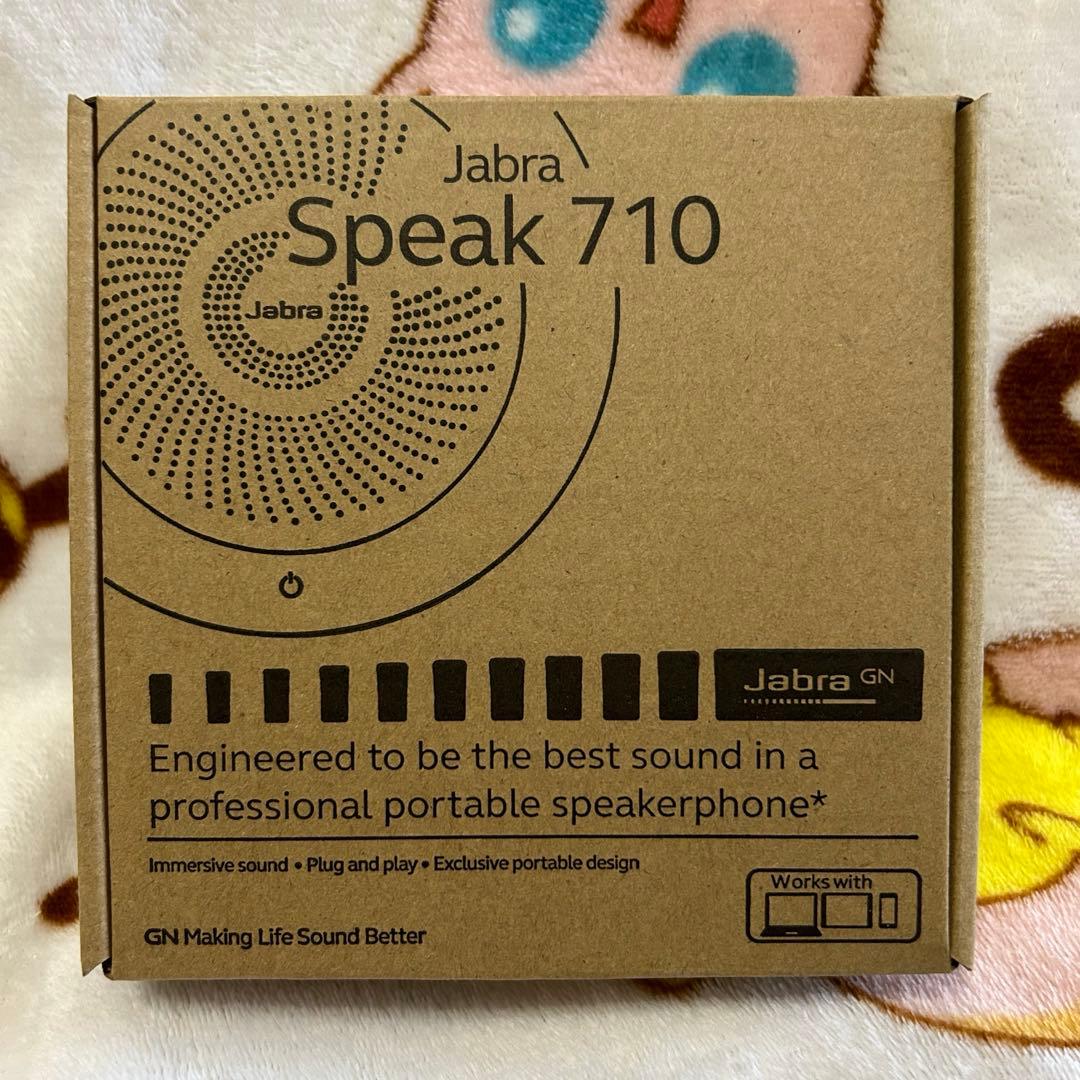 Jabra
Speak 710
Jabra
Jabra GN
Engineered to be the best sound in a
professional portable speakerphone*
Immersive sound • Plug and play • Exclusive portable design
Works with
GN Making Life Sound Better